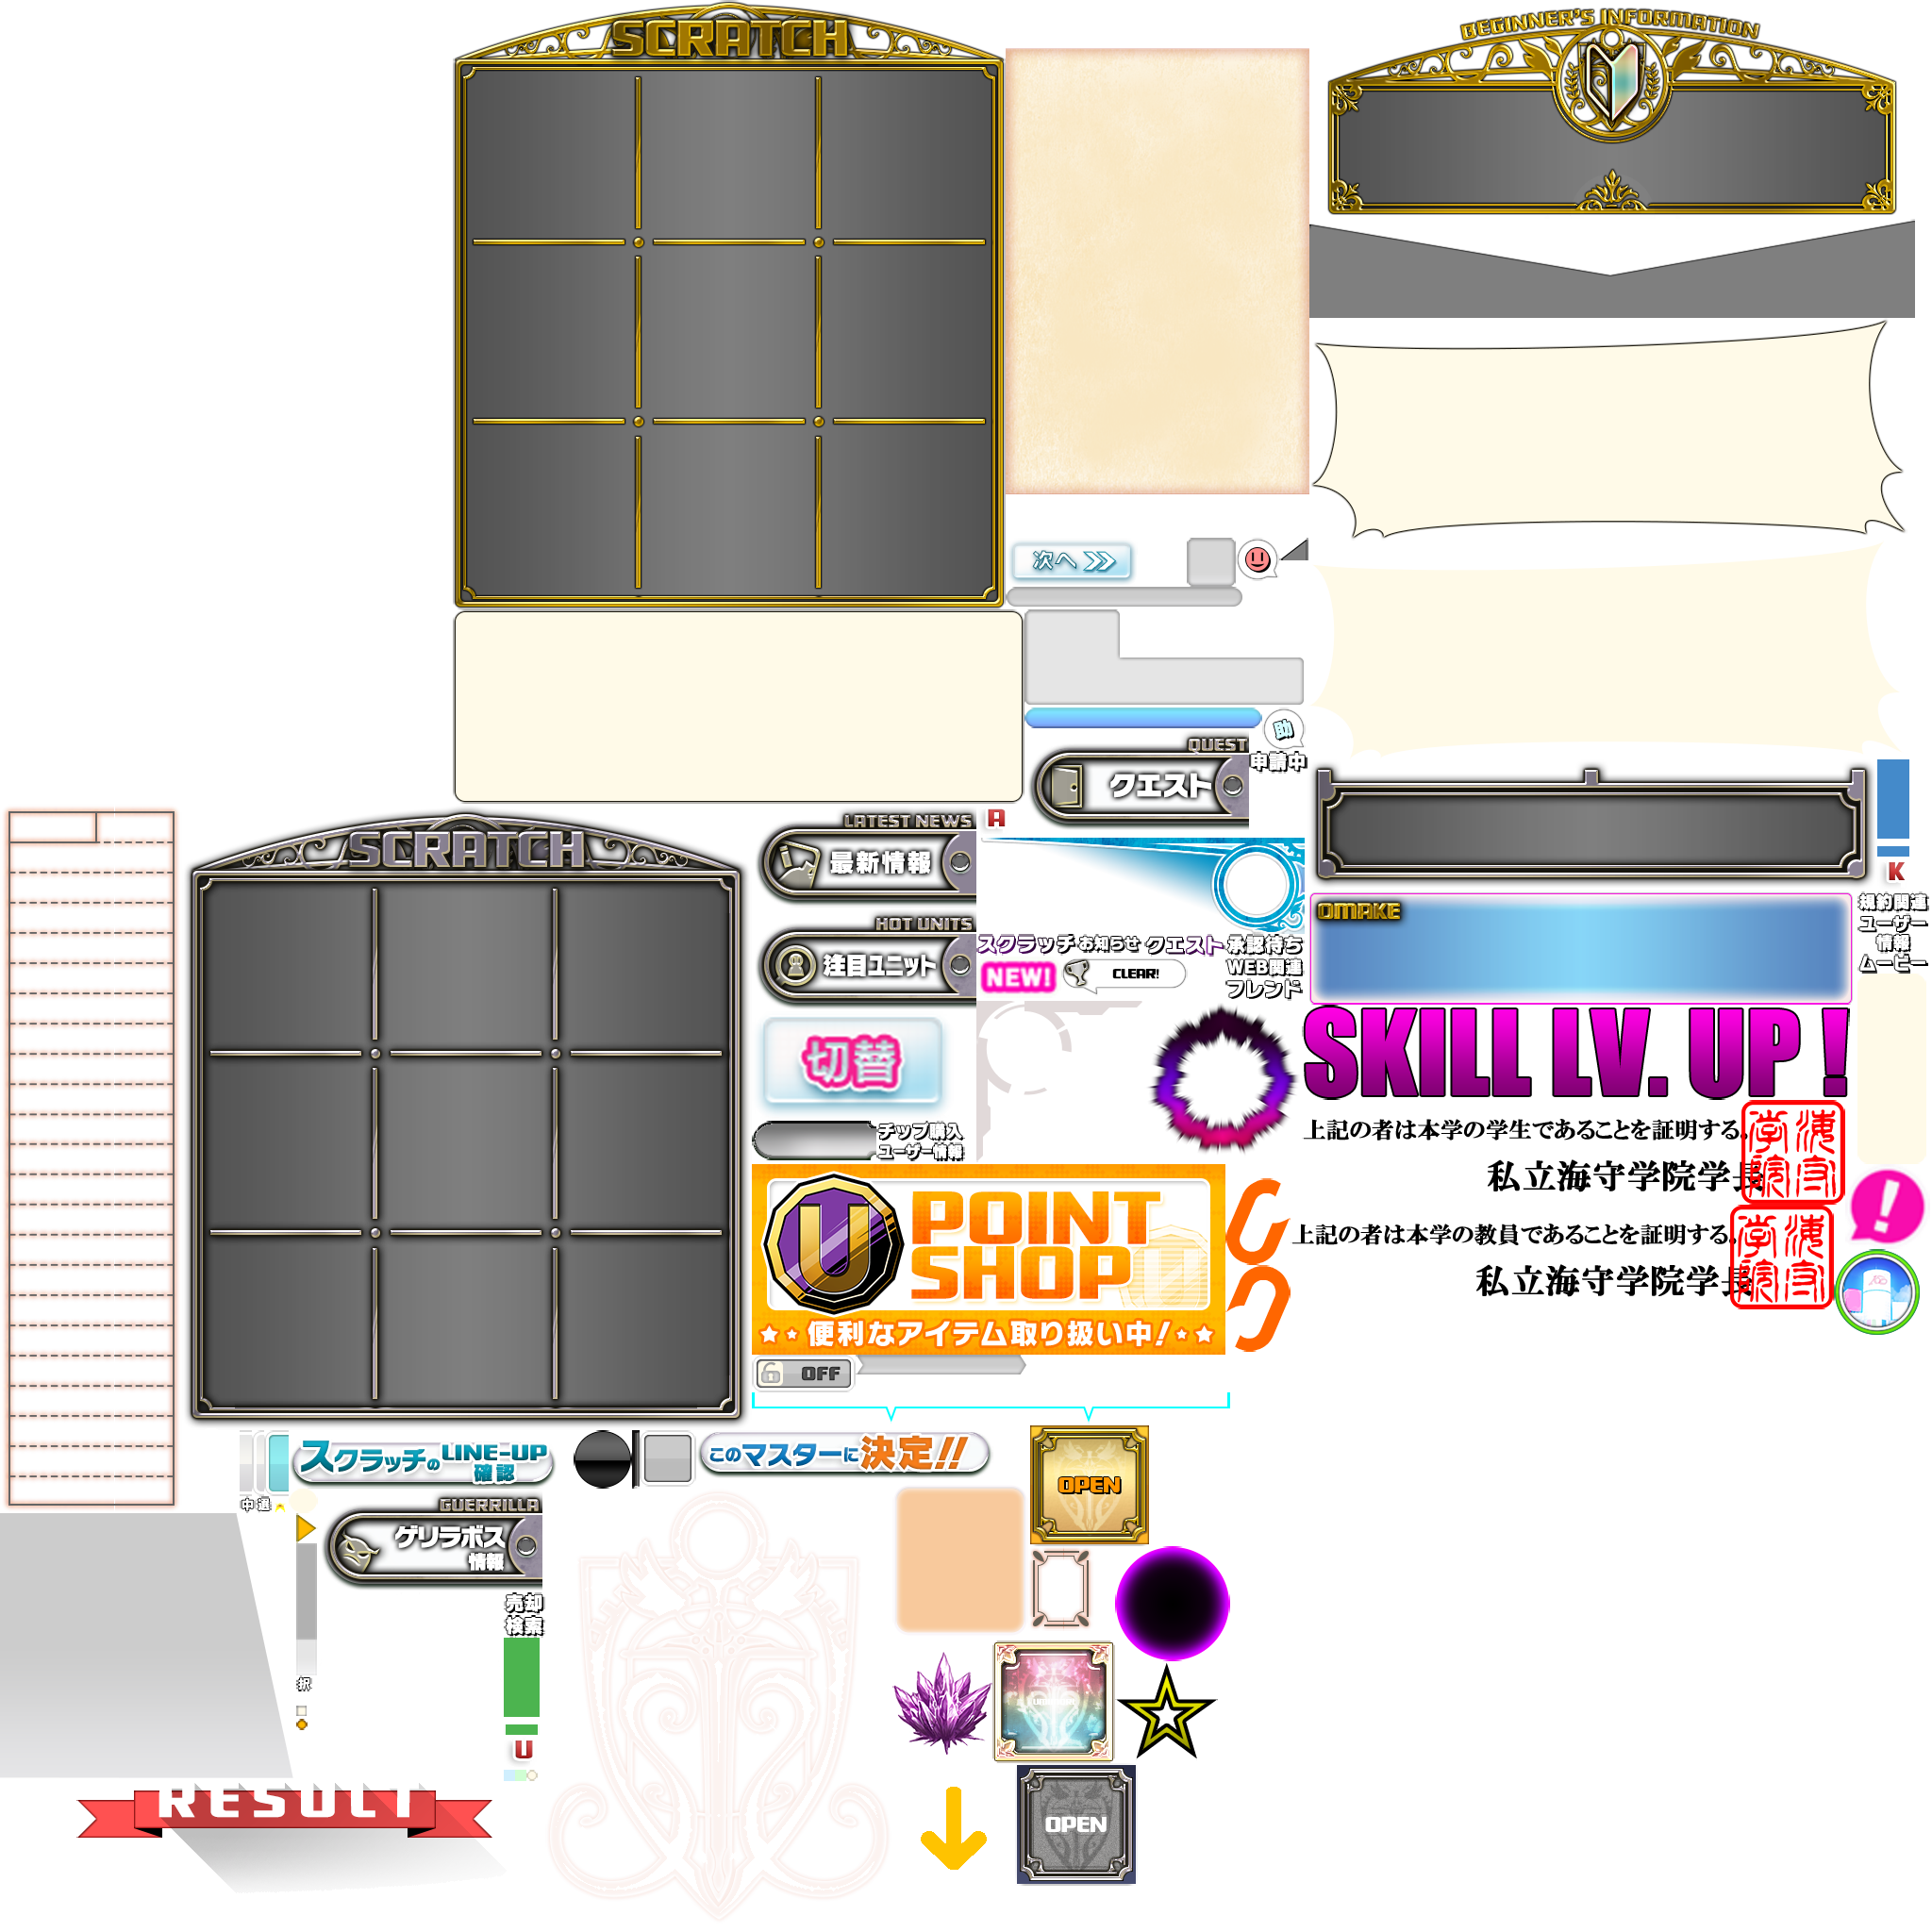 SCRATCH
BEGINNER'S INFORMATION
次へ
助
申請中
QUEST
クエスト
SCRATCH
LATEST NEWS
最新情報
A
K
HOT UNITS
注目ユニット
スクラッチ
お知らせ
クエスト
承認待ち
WEB関連
フレンド
NEW!
CLEAR!
OMAKE
規約関連
ユーザー
情報
ムービー
切替
SKILL LV. UP !
チップ購入
ユーザー情報
上記の者は本学の学生であることを証明する。
私立海守学院学長
上記の者は本学の教員であることを証明する。
私立海守学院学長
U
POINT
SHOP
便利なアイテム取り扱い中!
OFF
スクラッチのLINE-UP
確認
このマスターに決定!!
OPEN
中
選
GUERRILLA
ゲリラボス
情報
売却
検索
択
U
RESULT
OPEN